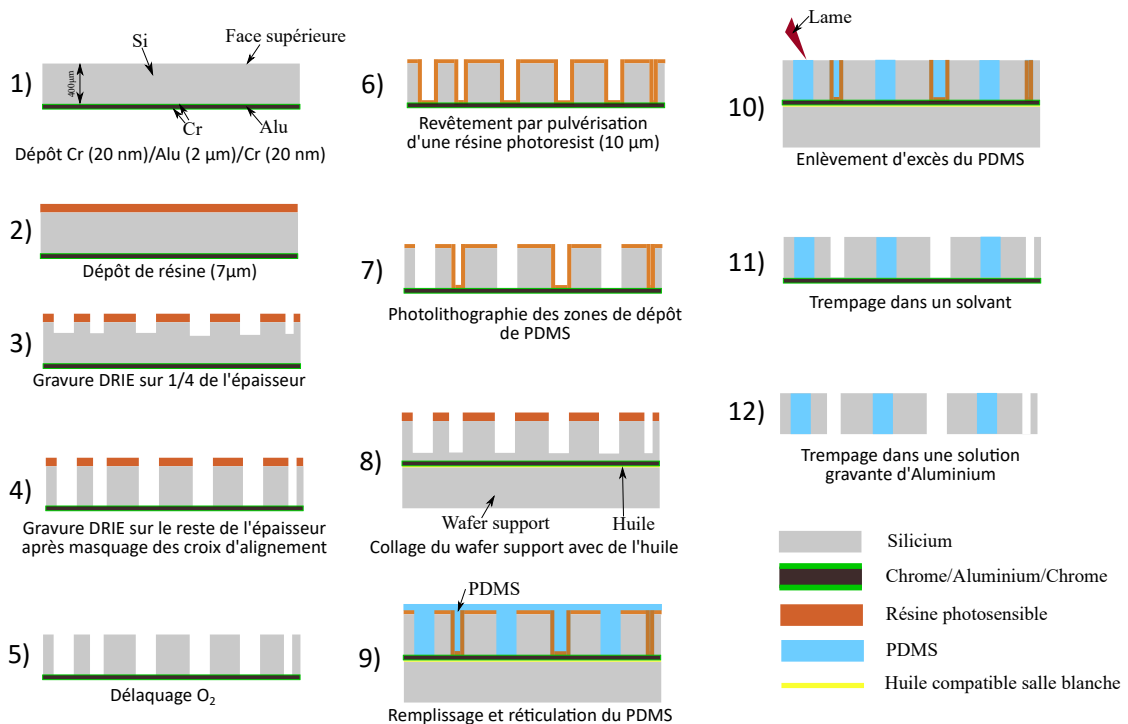 1)
Si
Face supérieure
400µm
Cr
Alu
Dépôt Cr (20 nm)/Alu (2 µm)/Cr (20 nm)
2)
Dépôt de résine (7µm)
3)
Gravure DRIE sur 1/4 de l'épaisseur
4)
Gravure DRIE sur le reste de l'épaisseur
après masquage des croix d'alignement
5)
Délaquage O₂
6)
Revêtement par pulvérisation
d'une résine photoresist (10 µm)
7)
Photolithographie des zones de dépôt
de PDMS
8)
Wafer support
Huile
Collage du wafer support avec de l'huile
PDMS
9)
Remplissage et réticulation du PDMS
Lame
10)
Enlèvement d'excès du PDMS
11)
Trempage dans un solvant
12)
Trempage dans une solution
gravante d'Aluminium
Silicium
Chrome/Aluminium/Chrome
Résine photosensible
PDMS
Huile compatible salle blanche